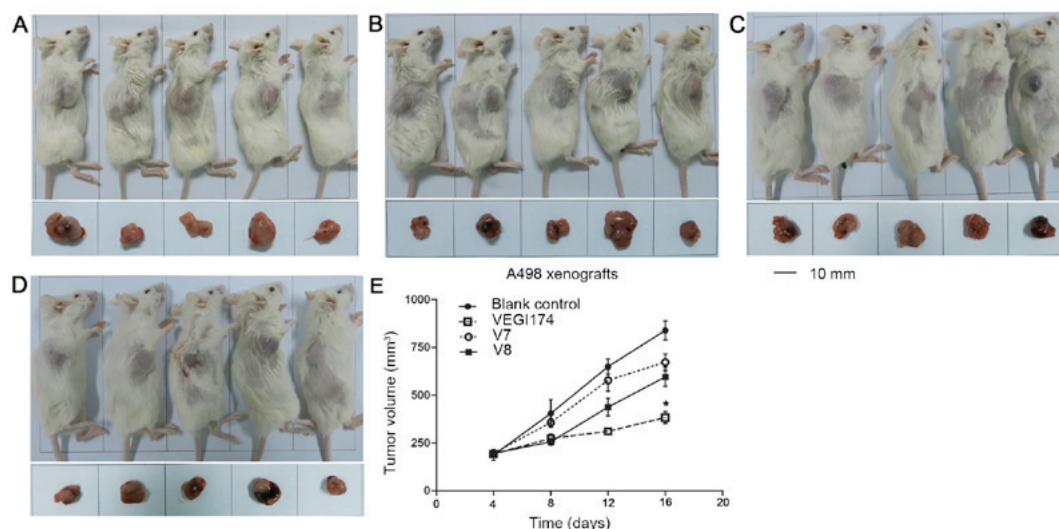 A
B
C
A498 xenografts
10 mm
D
E
Blank control
VEGI174
V7
V8
Tumor volume (mm³)
1000
750
500
250
0
*
0
4
8
12
16
20
Time (days)